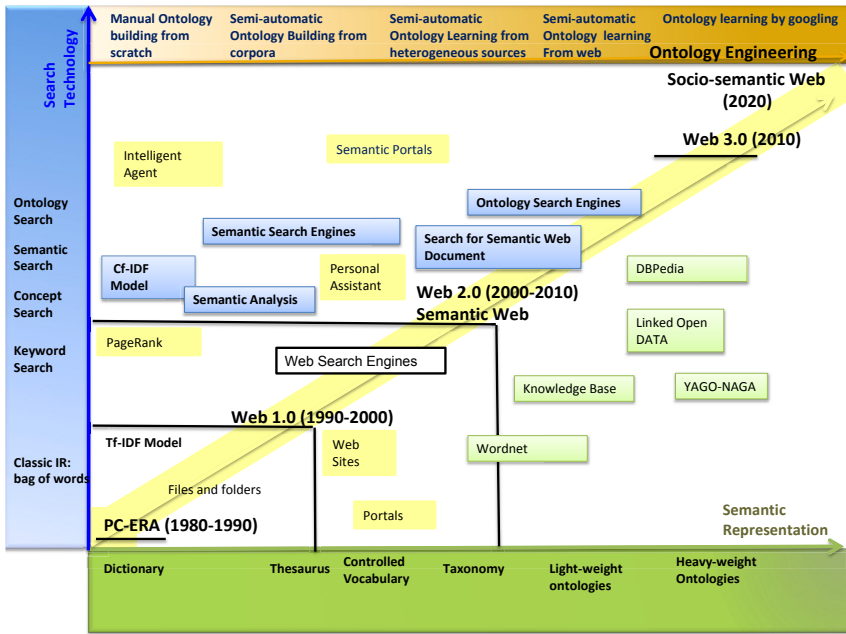 Manual Ontology
building from
scratch
Semi-automatic
Ontology Building from
corpora
Semi-automatic
Ontology Learning from
heterogeneous sources
Semi-automatic
Ontology learning
From web
Ontology learning by googling
Ontology Engineering
Search
Technology
Socio-semantic Web
(2020)
Web 3.0 (2010)
Intelligent
Agent
Semantic Portals
Ontology
Search
Semantic
Search
Concept
Search
Keyword
Search
Classic IR:
bag of words
Ontology Search Engines
Semantic Search Engines
Search for Semantic Web
Document
Cf-IDF
Model
Semantic Analysis
Personal
Assistant
DBPedia
Web 2.0 (2000-2010)
Semantic Web
Linked Open
DATA
PageRank
Web Search Engines
Knowledge Base
YAGO-NAGA
Web 1.0 (1990-2000)
Tf-IDF Model
Web
Sites
Wordnet
Files and folders
Portals
PC-ERA (1980-1990)
Semantic
Representation
Dictionary
Thesaurus
Controlled
Vocabulary
Taxonomy
Light-weight
ontologies
Heavy-weight
Ontologies